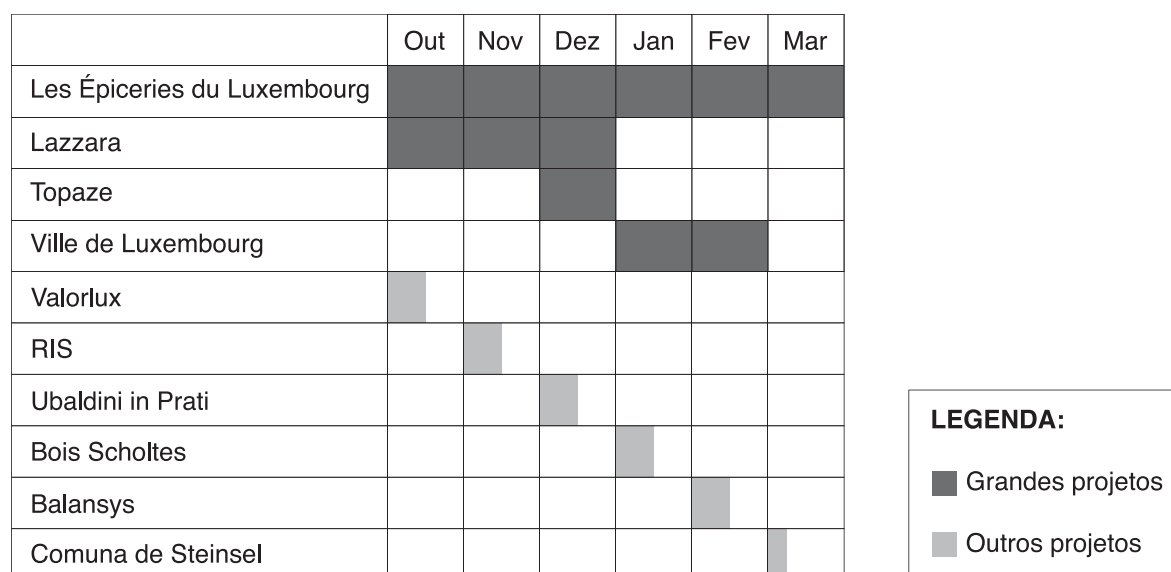 Out Nov Dez Jan Fev Mar
Les Épiceries du Luxembourg
Lazzara
Topaze
Ville de Luxembourg
Valorlux
RIS
Ubaldini in Prati
Bois Scholtes
Balansys
Comuna de Steinsel
LEGENDA:
Grandes projetos
Outros projetos